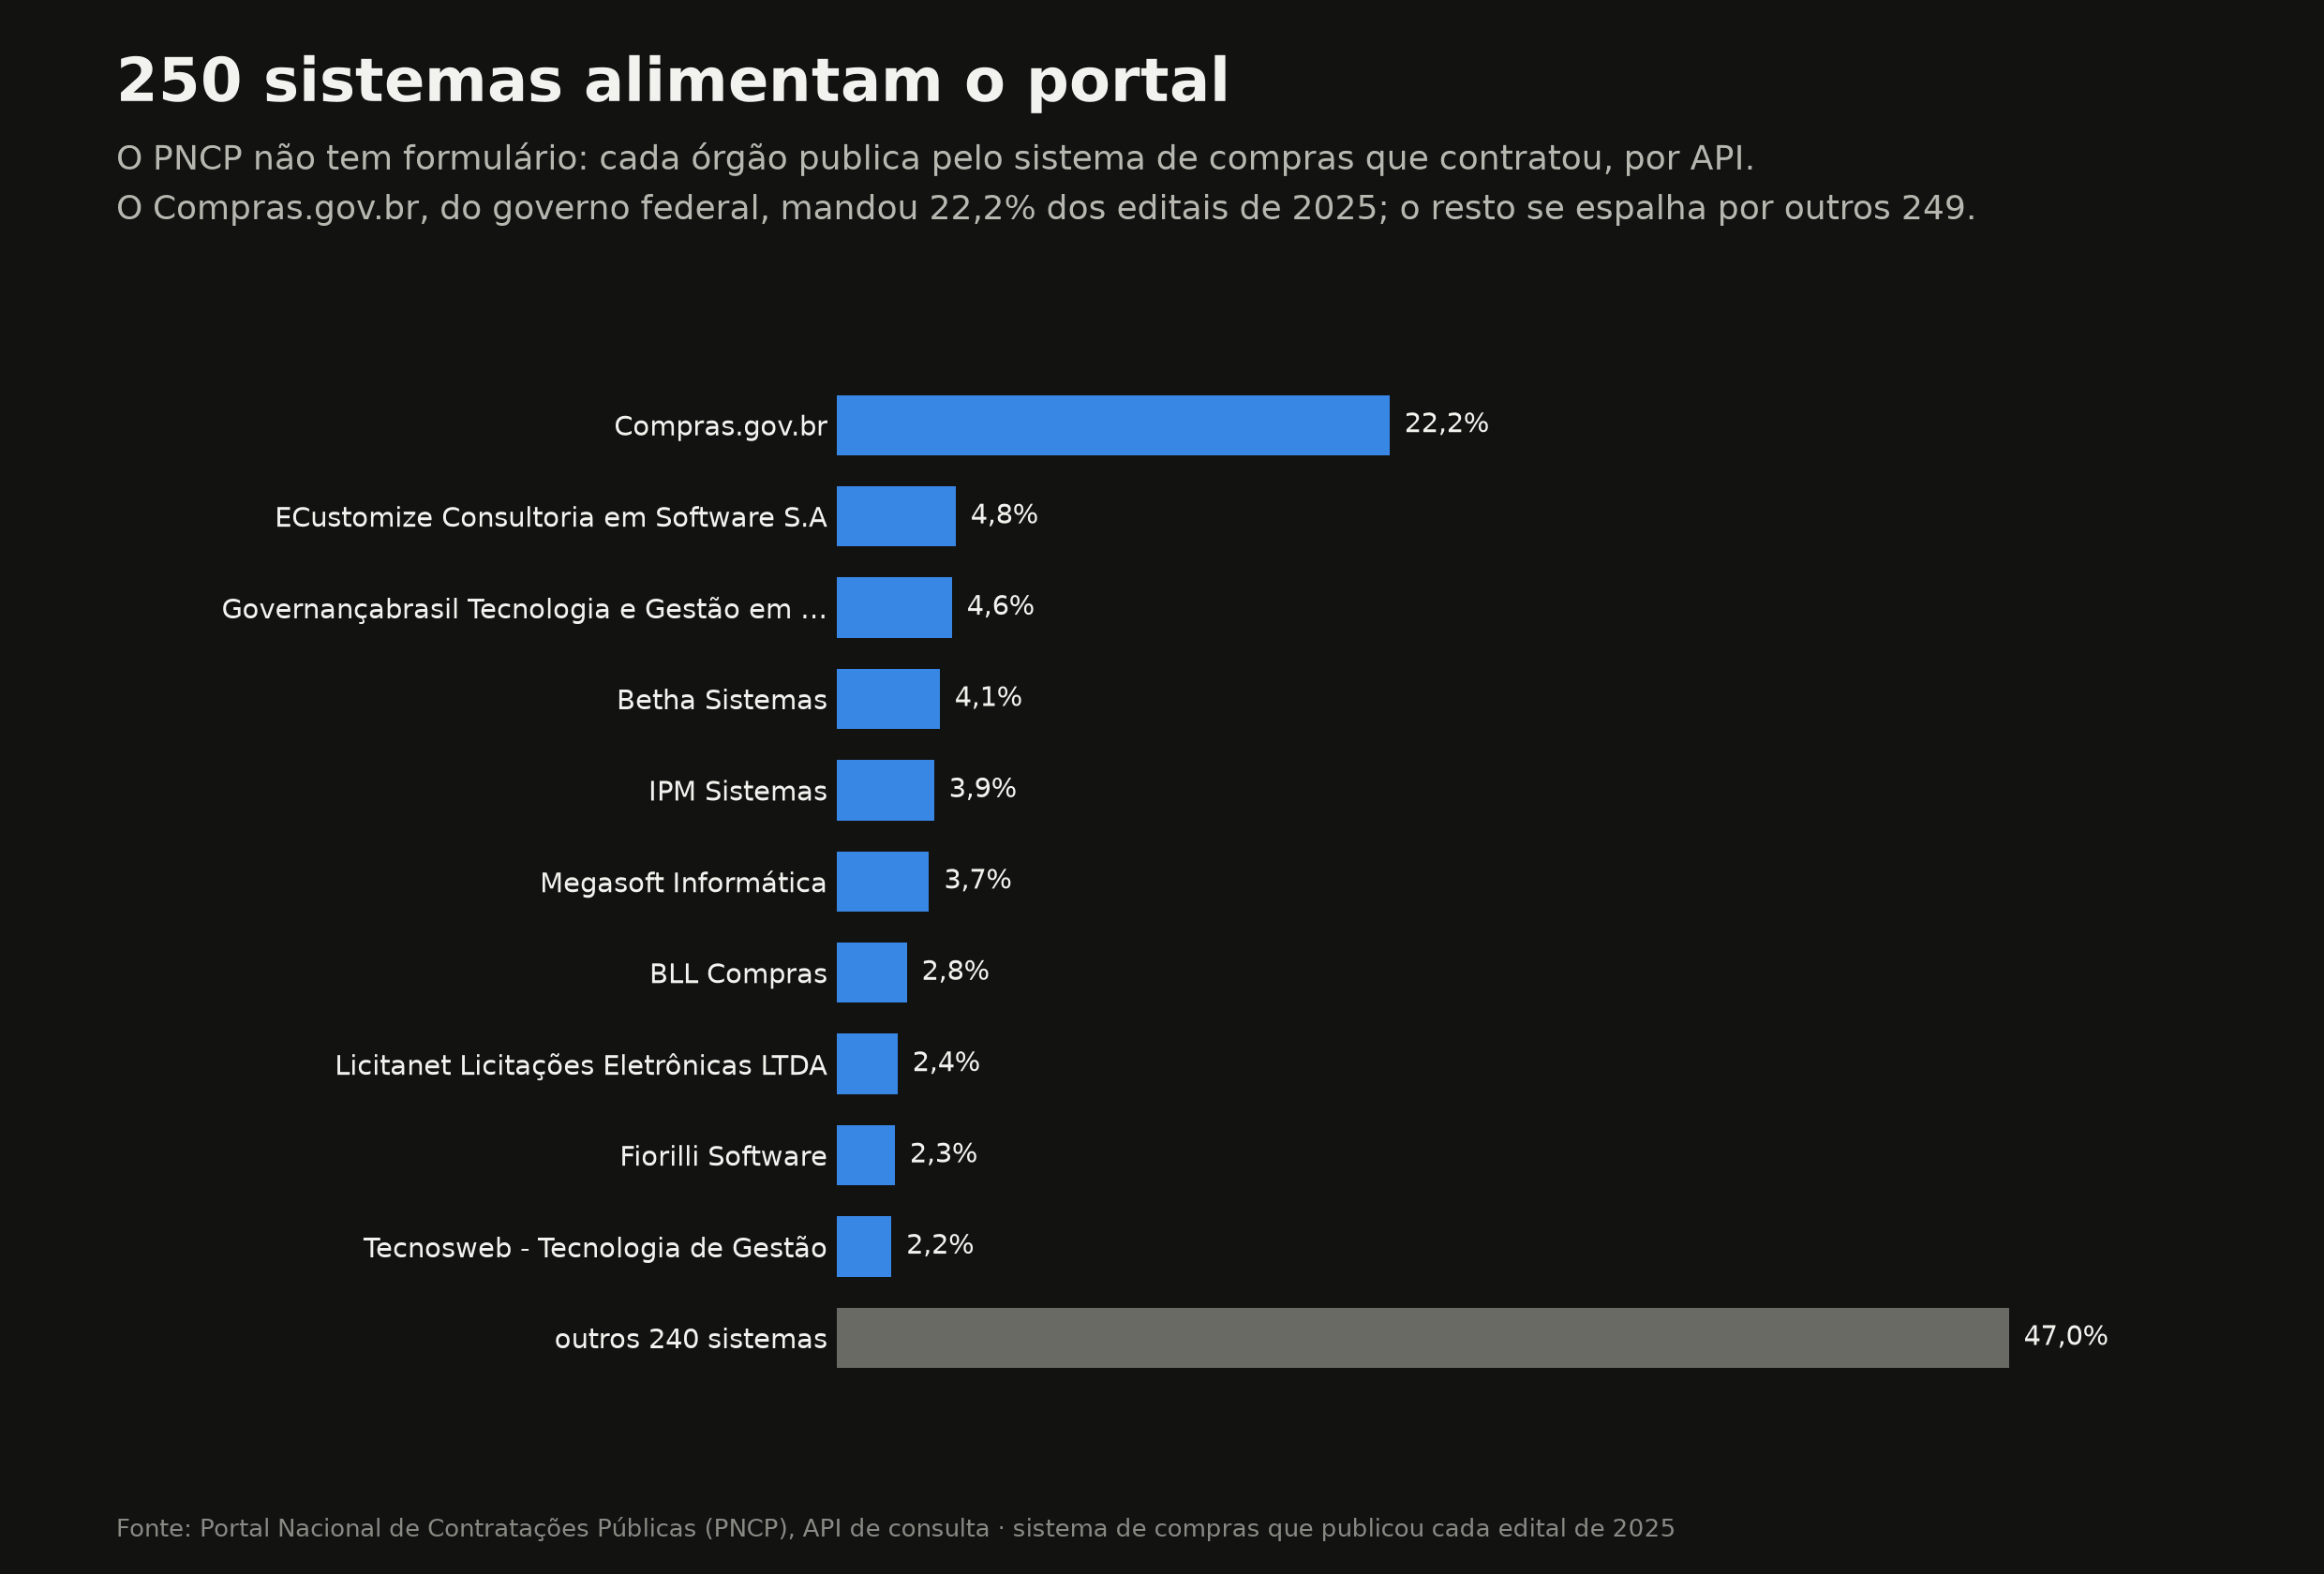 250 sistemas alimentam o portal
O PNCP não tem formulário: cada órgão publica pelo sistema de compras que contratou, por API.
O Compras.gov.br, do governo federal, mandou 22,2% dos editais de 2025; o resto se espalha por outros 249.
Compras.gov.br 22,2%
ECustomize Consultoria em Software S.A 4,8%
Governançabrasil Tecnologia e Gestão em … 4,6%
Betha Sistemas 4,1%
IPM Sistemas 3,9%
Megasoft Informática 3,7%
BLL Compras 2,8%
Licitanet Licitações Eletrônicas LTDA 2,4%
Fiorilli Software 2,3%
Tecnosweb - Tecnologia de Gestão 2,2%
outros 240 sistemas 47,0%
Fonte: Portal Nacional de Contratações Públicas (PNCP), API de consulta · sistema de compras que publicou cada edital de 2025